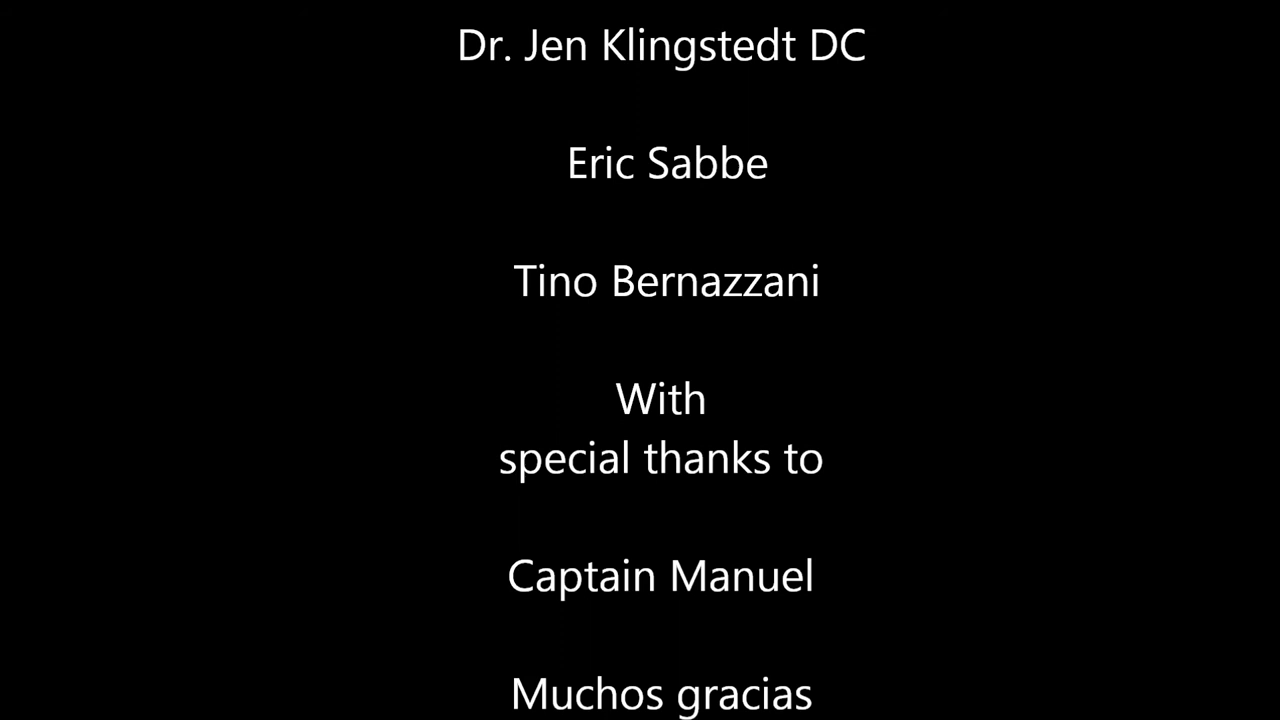 Dr. Jen Klingstedt DC
Eric Sabbe
Tino Bernazzani
With
special thanks to
Captain Manuel
Muchos gracias